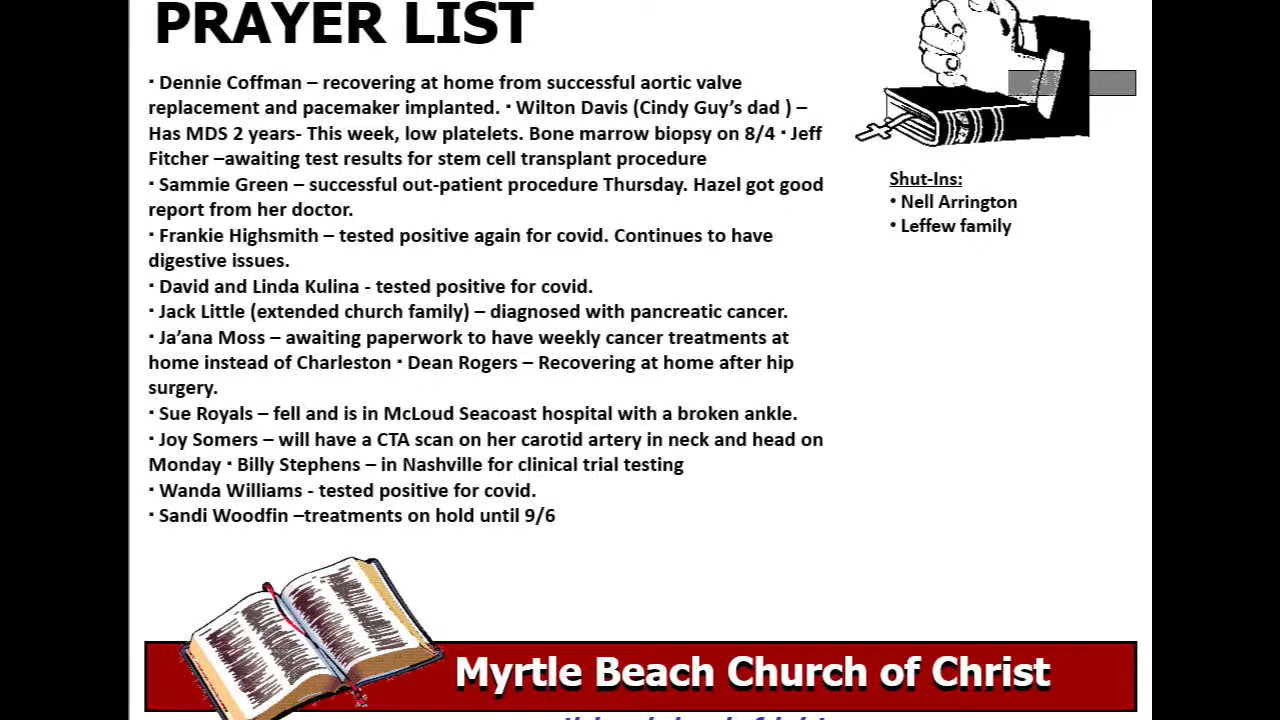 PRAYER LIST
· Dennie Coffman – recovering at home from successful aortic valve
replacement and pacemaker implanted. · Wilton Davis (Cindy Guy’s dad ) –
Has MDS 2 years- This week, low platelets. Bone marrow biopsy on 8/4 · Jeff
Fitcher –awaiting test results for stem cell transplant procedure
· Sammie Green – successful out-patient procedure Thursday. Hazel got good
report from her doctor.
· Frankie Highsmith – tested positive again for covid. Continues to have
digestive issues.
· David and Linda Kulina - tested positive for covid.
· Jack Little (extended church family) – diagnosed with pancreatic cancer.
· Ja’ana Moss – awaiting paperwork to have weekly cancer treatments at
home instead of Charleston · Dean Rogers – Recovering at home after hip
surgery.
· Sue Royals – fell and is in McLoud Seacoast hospital with a broken ankle.
· Joy Somers – will have a CTA scan on her carotid artery in neck and head on
Monday · Billy Stephens – in Nashville for clinical trial testing
· Wanda Williams - tested positive for covid.
· Sandi Woodfin –treatments on hold until 9/6
Shut-Ins:
• Nell Arrington
• Leffew family
Myrtle Beach Church of Christ